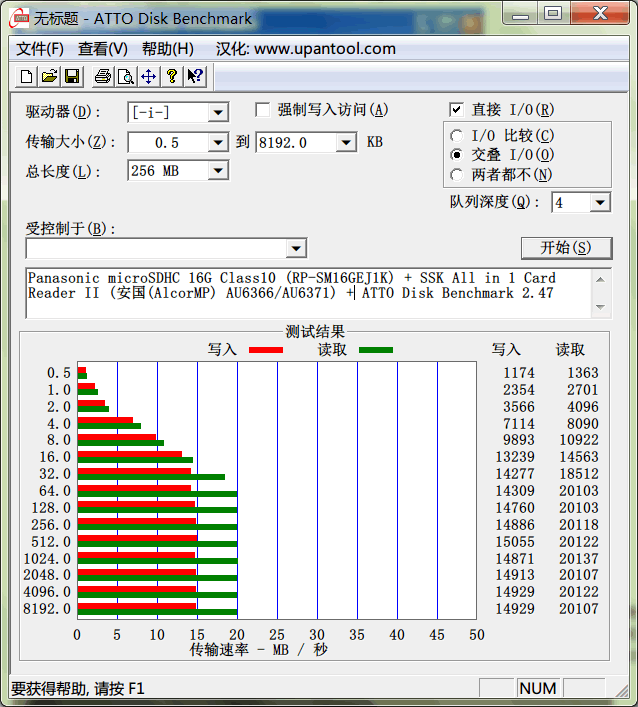 无标题 - ATTO Disk Benchmark
文件(F) 查看(V) 帮助(H) 汉化: www.upantool.com
驱动器(D): [-i-] 强制写入访问(A) 直接 I/O(R)
传输大小(Z): 0.5 到 8192.0 KB I/O 比较(C)
交叠 I/O(O)
总长度(L): 256 MB 两者都不(N)
队列深度(Q): 4
受控制于(B):
开始(S)
Panasonic microSDHC 16G Class10 (RP-SM16GEJ1K) + SSK All in 1 Card
Reader II (安国(AlcorMP) AU6366/AU6371) + ATTO Disk Benchmark 2.47
测试结果
写入 读取 写入 读取
0.5 1174 1363
1.0 2354 2701
2.0 3566 4096
4.0 7114 8090
8.0 9893 10922
16.0 13239 14563
32.0 14277 18512
64.0 14309 20103
128.0 14760 20103
256.0 14886 20118
512.0 15055 20122
1024.0 14871 20137
2048.0 14913 20107
4096.0 14929 20122
8192.0 14929 20107
0 5 10 15 20 25 30 35 40 45 50
传输速率 - MB / 秒
要获得帮助, 请按 F1 NUM